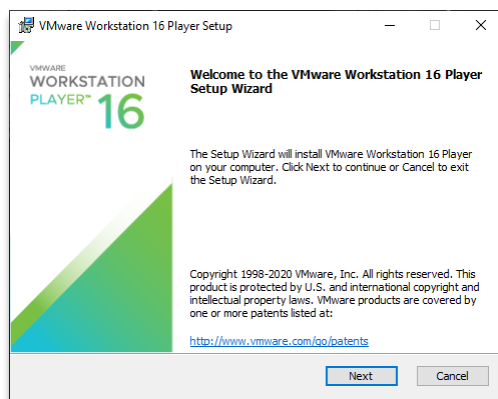 VMware Workstation 16 Player Setup
VMWARE
WORKSTATION
PLAYER™ 16
Welcome to the VMware Workstation 16 Player
Setup Wizard
The Setup Wizard will install VMware Workstation 16 Player
on your computer. Click Next to continue or Cancel to exit
the Setup Wizard.
Copyright 1998-2020 VMware, Inc. All rights reserved. This
product is protected by U.S. and international copyright and
intellectual property laws. VMware products are covered by
one or more patents listed at:
http://www.vmware.com/go/patents
Next
Cancel